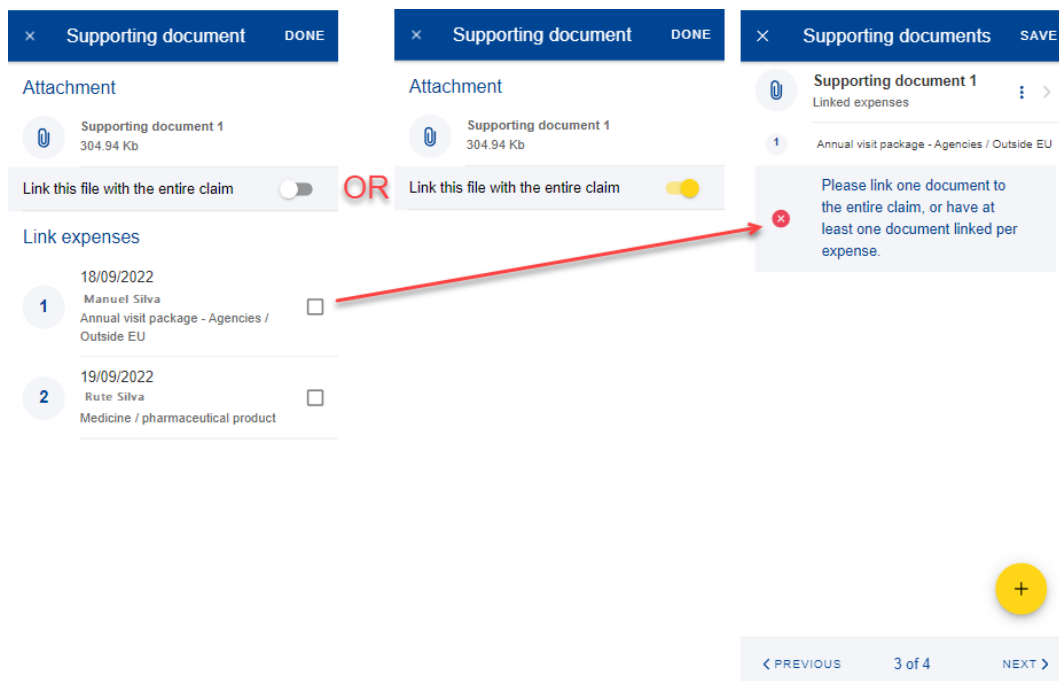 × Supporting document DONE
Attachment
Supporting document 1
304.94 Kb
Link this file with the entire claim
Link expenses
18/09/2022
1
Manuel Silva
Annual visit package - Agencies /
Outside EU
19/09/2022
2
Rute Silva
Medicine / pharmaceutical product
OR
× Supporting document DONE
Attachment
Supporting document 1
304.94 Kb
Link this file with the entire claim
× Supporting documents SAVE
Supporting document 1
Linked expenses
1 Annual visit package - Agencies / Outside EU
Please link one document to
the entire claim, or have at
least one document linked per
expense.
+
< PREVIOUS 3 of 4 NEXT >